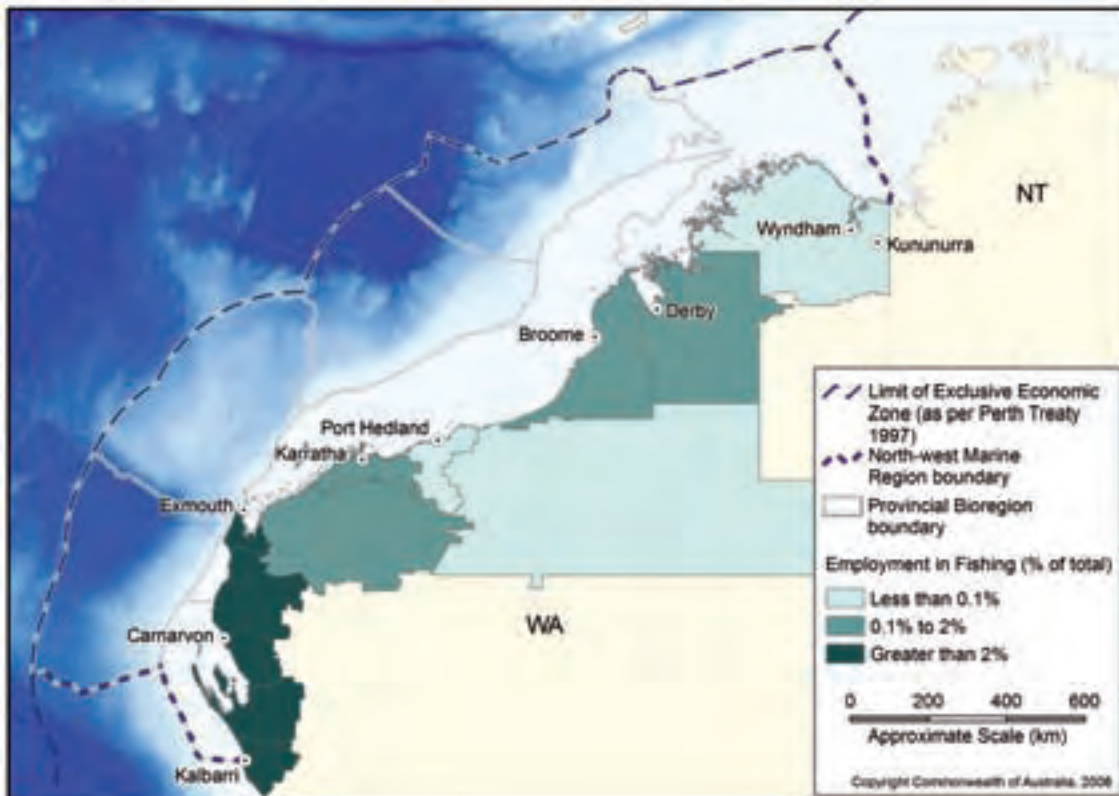 NT
Wyndham
Kununurra
Derby
Broome
Port Hedland
Karratha
Exmouth
WA
Carnarvon
Kalbarri
Limit of Exclusive Economic
Zone (as per Perth Treaty
1997)
North-west Marine
Region boundary
Provincial Bioregion
boundary
Employment in Fishing (% of total)
Less than 0.1%
0.1% to 2%
Greater than 2%
0 200 400 600
Approximate Scale (km)
Copyright Commonwealth of Australia, 2008